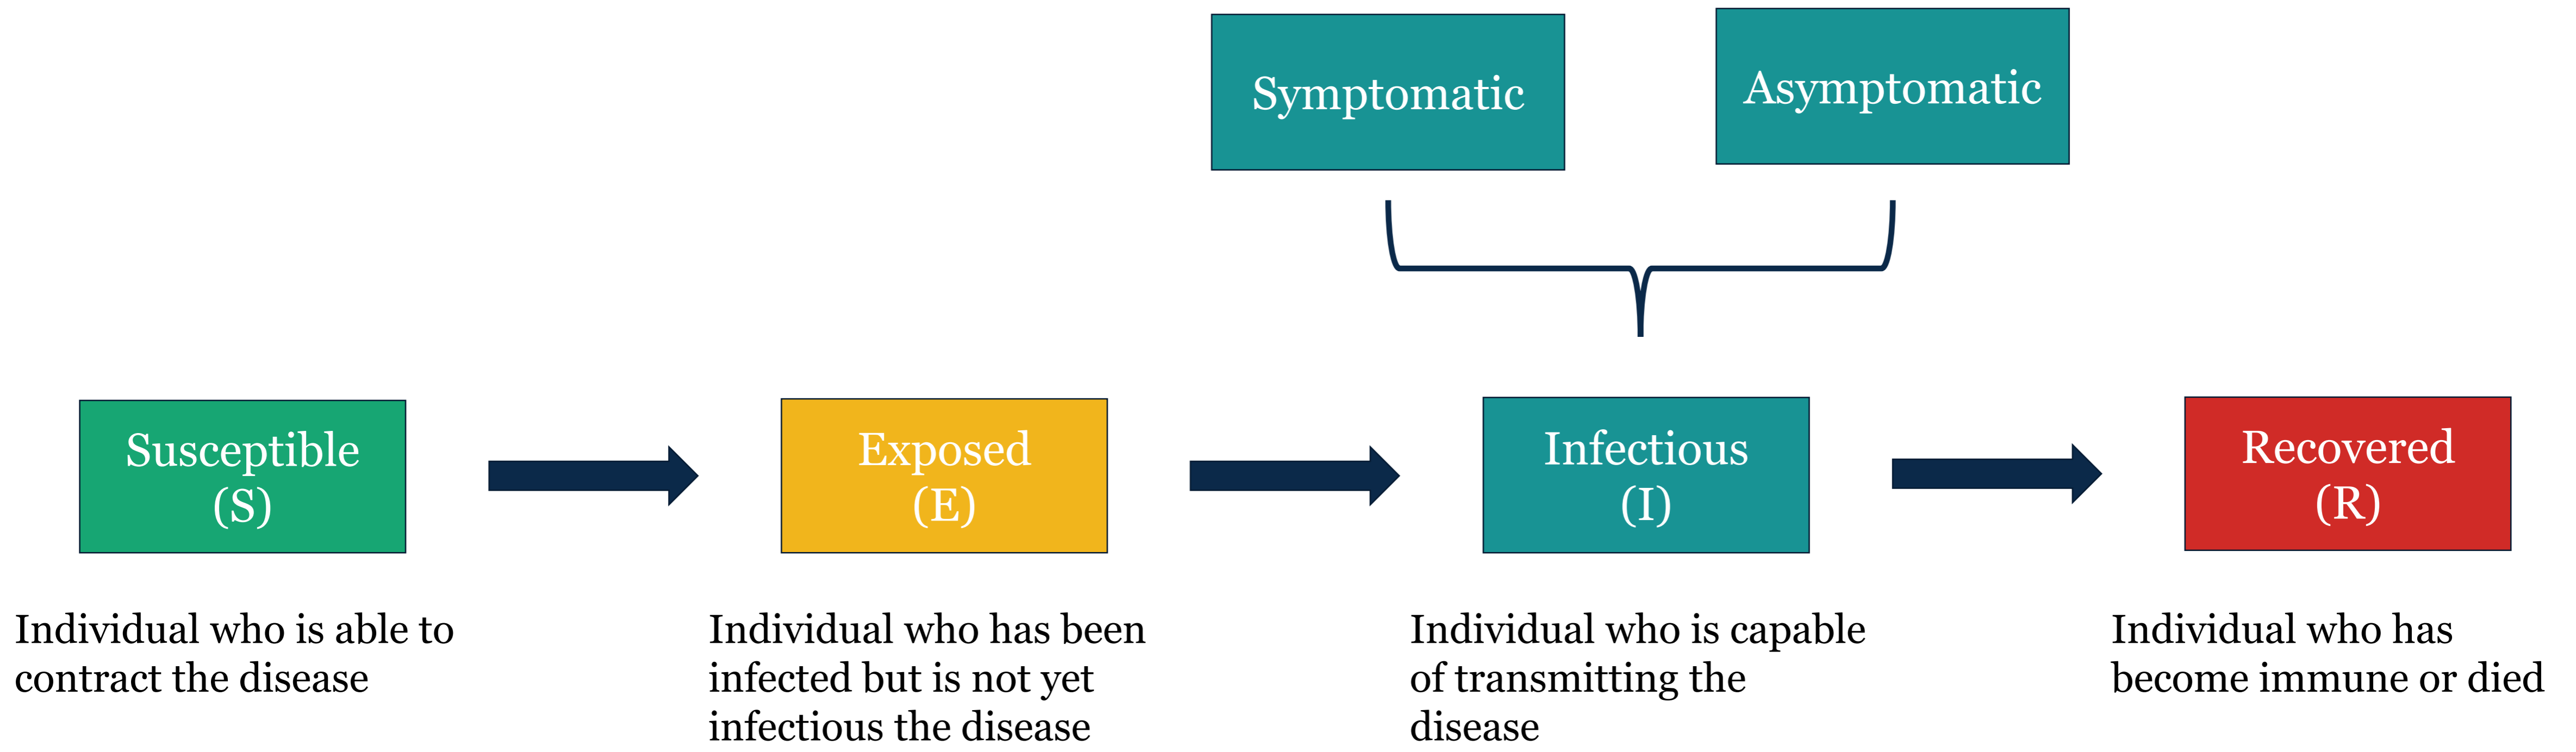 Symptomatic
Asymptomatic
Susceptible
(S)
Exposed
(E)
Infectious
(I)
Recovered
(R)
Individual who is able to
contract the disease
Individual who has been
infected but is not yet
infectious the disease
Individual who is capable
of transmitting the
disease
Individual who has
become immune or died